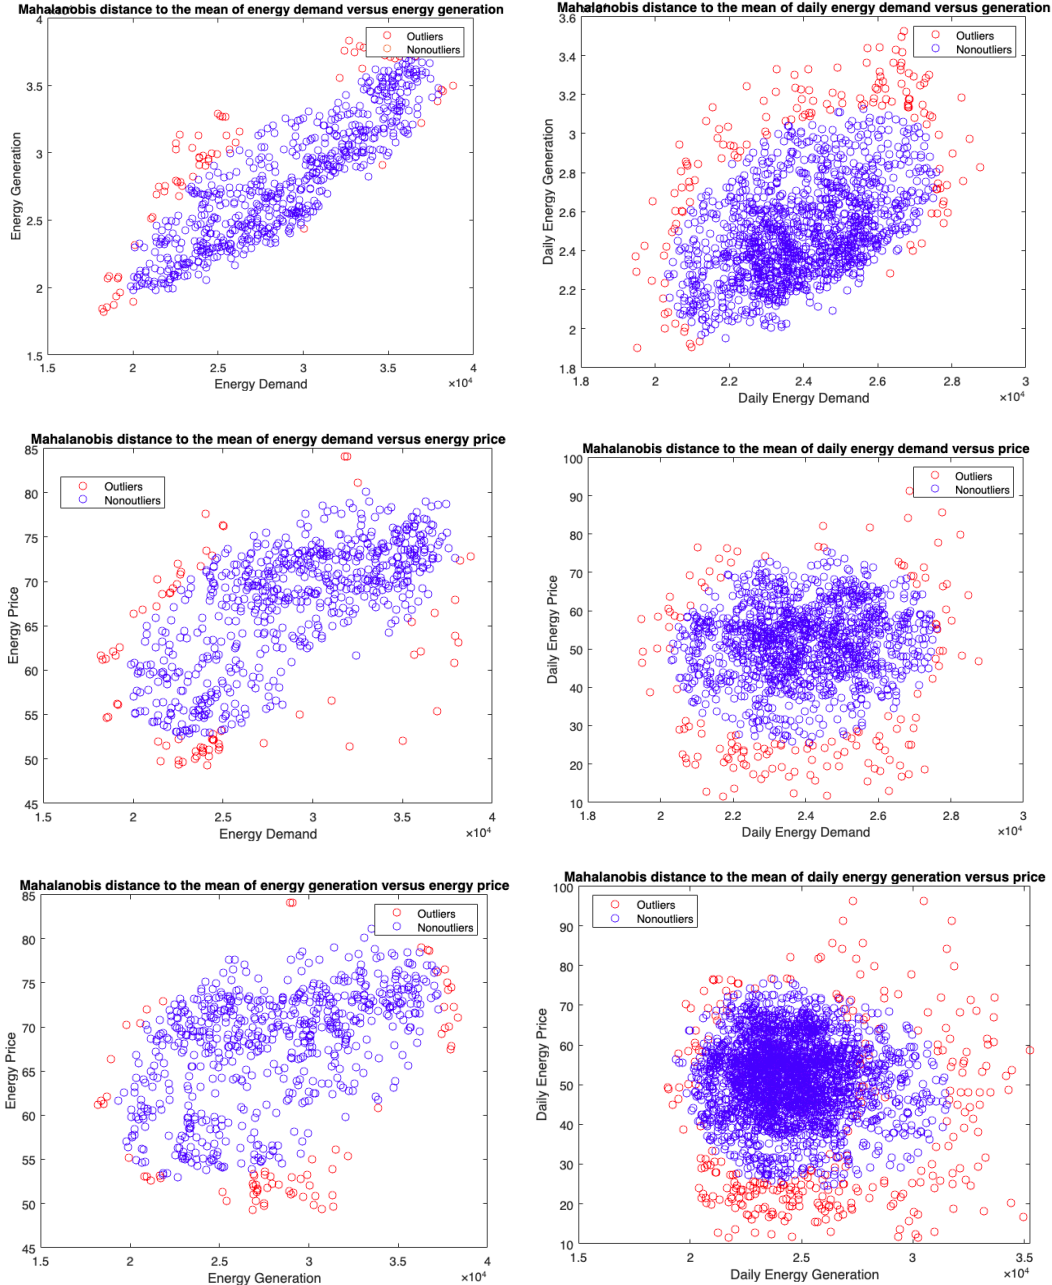 Mahalanobis distance to the mean of energy demand versus energy generation
4
3.5
3
2.5
2
1.5
Energy Generation
Outliers
Nonoutliers
1.5 2 2.5 3 3.5 4
Energy Demand
×10⁴
Mahalanobis distance to the mean of daily energy demand versus generation
3.6
3.4
3.2
3
2.8
2.6
2.4
2.2
2
1.8
Daily Energy Generation
Outliers
Nonoutliers
1.8 2 2.2 2.4 2.6 2.8 3
Daily Energy Demand
×10⁴
Mahalanobis distance to the mean of energy demand versus energy price
85
80
75
70
65
60
55
50
45
Energy Price
Outliers
Nonoutliers
1.5 2 2.5 3 3.5 4
Energy Demand
×10⁴
Mahalanobis distance to the mean of daily energy demand versus price
100
90
80
70
60
50
40
30
20
10
Daily Energy Price
Outliers
Nonoutliers
1.8 2 2.2 2.4 2.6 2.8 3
Daily Energy Demand
×10⁴
Mahalanobis distance to the mean of energy generation versus energy price
85
80
75
70
65
60
55
50
45
Energy Price
Outliers
Nonoutliers
1.5 2 2.5 3 3.5 4
Energy Generation
×10⁴
Mahalanobis distance to the mean of daily energy generation versus price
100
90
80
70
60
50
40
30
20
10
Daily Energy Price
Outliers
Nonoutliers
1.5 2 2.5 3 3.5
Daily Energy Generation
×10⁴